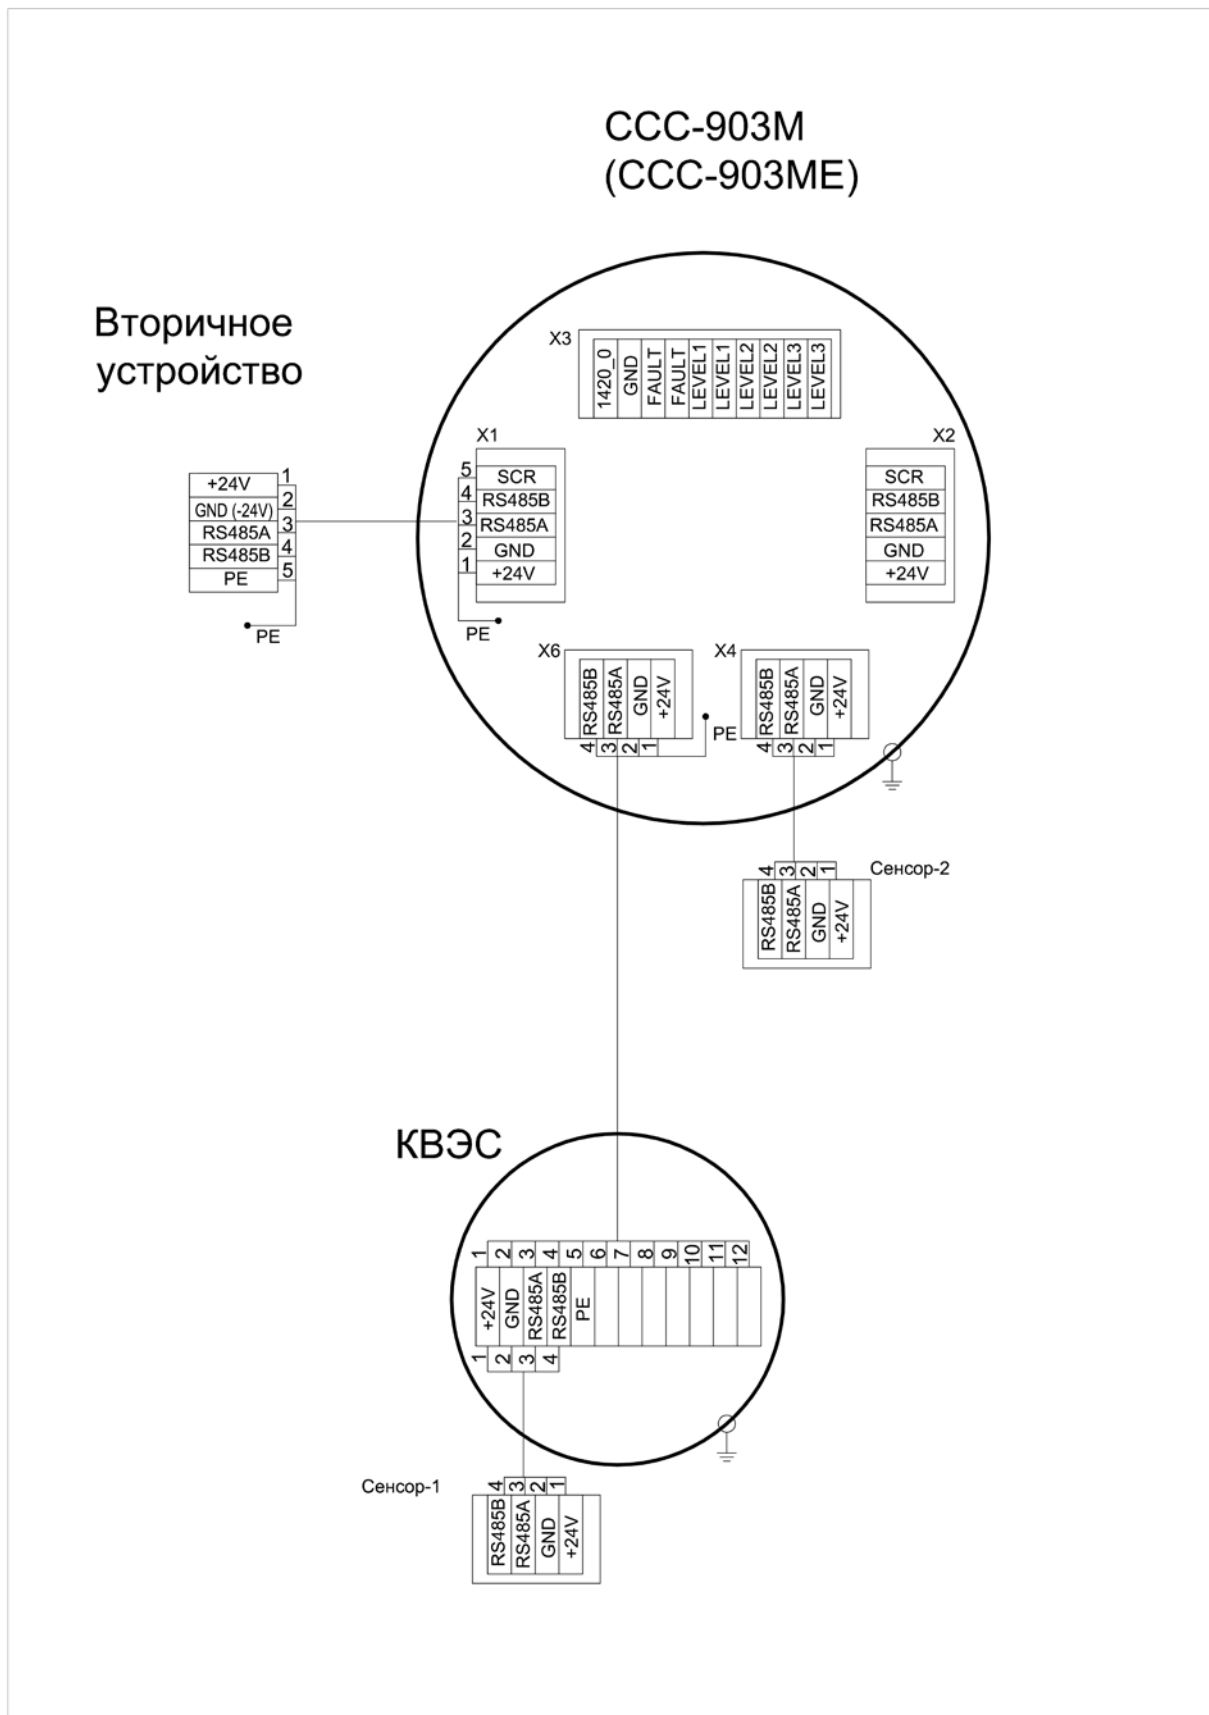 ССС-903М
(ССС-903МЕ)
Вторичное
устройство
X3
1420_0
GND
FAULT
FAULT
LEVEL1
LEVEL1
LEVEL2
LEVEL2
LEVEL3
LEVEL3
+24V 1
GND (-24V) 2
RS485A 3
RS485B 4
PE 5
PE
X1
5 SCR
4 RS485B
3 RS485A
2 GND
1 +24V
PE
X2
SCR
RS485B
RS485A
GND
+24V
X6
RS485B
RS485A
GND
+24V
4 3 2 1
PE
X4
RS485B
RS485A
GND
+24V
4 3 2 1
4 3 2 1
Сенсор-2
RS485B
RS485A
GND
+24V
КВЭС
1 2 3 4 5 6 7 8 9 10 11 12
+24V
GND
RS485A
RS485B
PE
1 2 3 4
Сенсор-1
4 3 2 1
RS485B
RS485A
GND
+24V